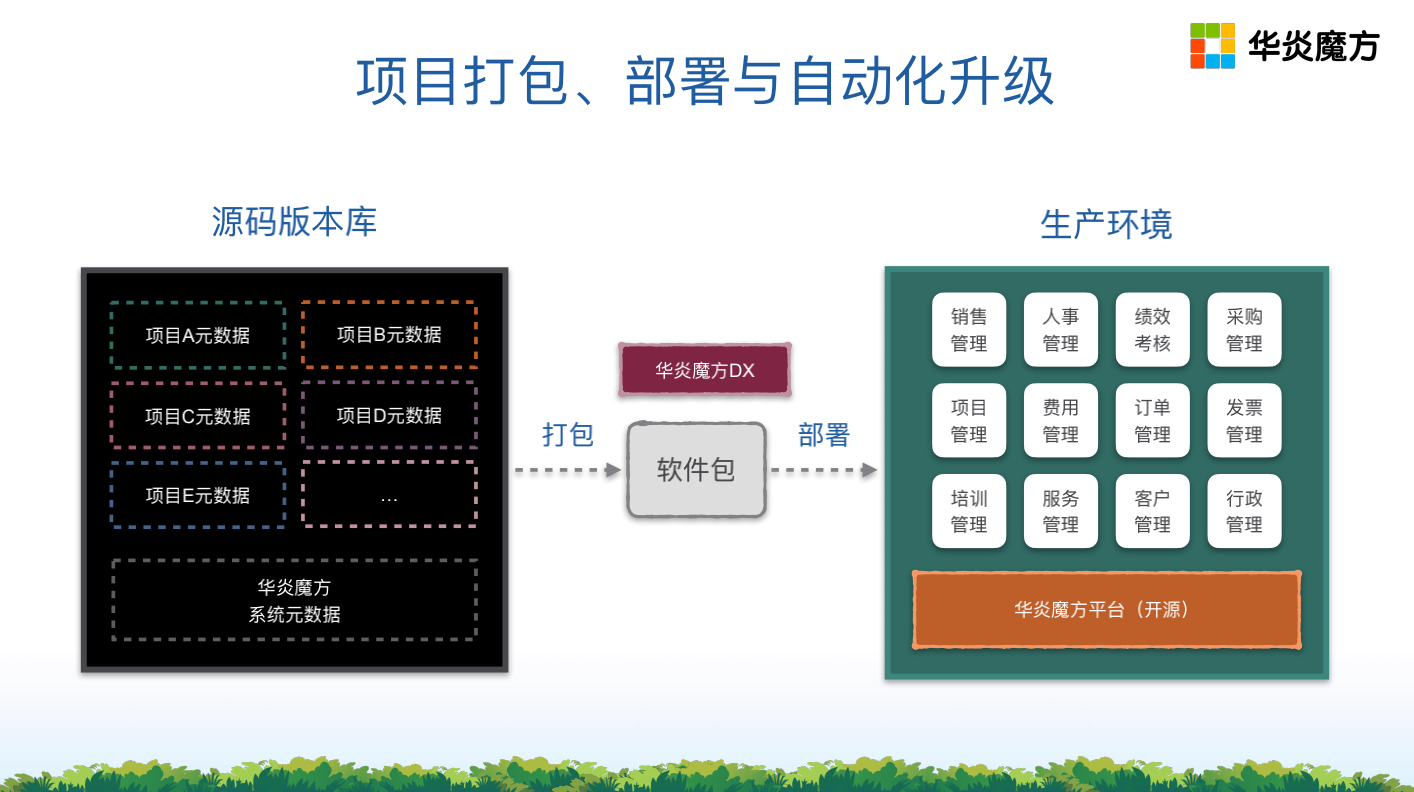 华炎魔方
项目打包、部署与自动化升级
源码版本库
生产环境
项目A元数据
项目B元数据
项目C元数据
项目D元数据
项目E元数据
...
华炎魔方
系统元数据
华炎魔方DX
打包
软件包
部署
销售
管理
人事
管理
绩效
考核
采购
管理
项目
管理
费用
管理
订单
管理
发票
管理
培训
管理
服务
管理
客户
管理
行政
管理
华炎魔方平台（开源）